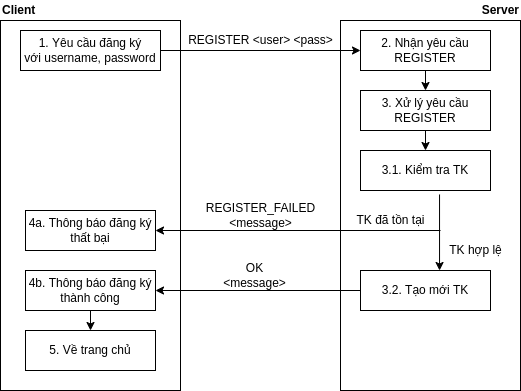 Client
Server
1. Yêu cầu đăng ký
với username, password
REGISTER <user> <pass>
2. Nhận yêu cầu
REGISTER
3. Xử lý yêu cầu
REGISTER
3.1. Kiểm tra TK
4a. Thông báo đăng ký
thất bại
REGISTER_FAILED
<message>
TK đã tồn tại
TK hợp lệ
4b. Thông báo đăng ký
thành công
OK
<message>
3.2. Tạo mới TK
5. Về trang chủ